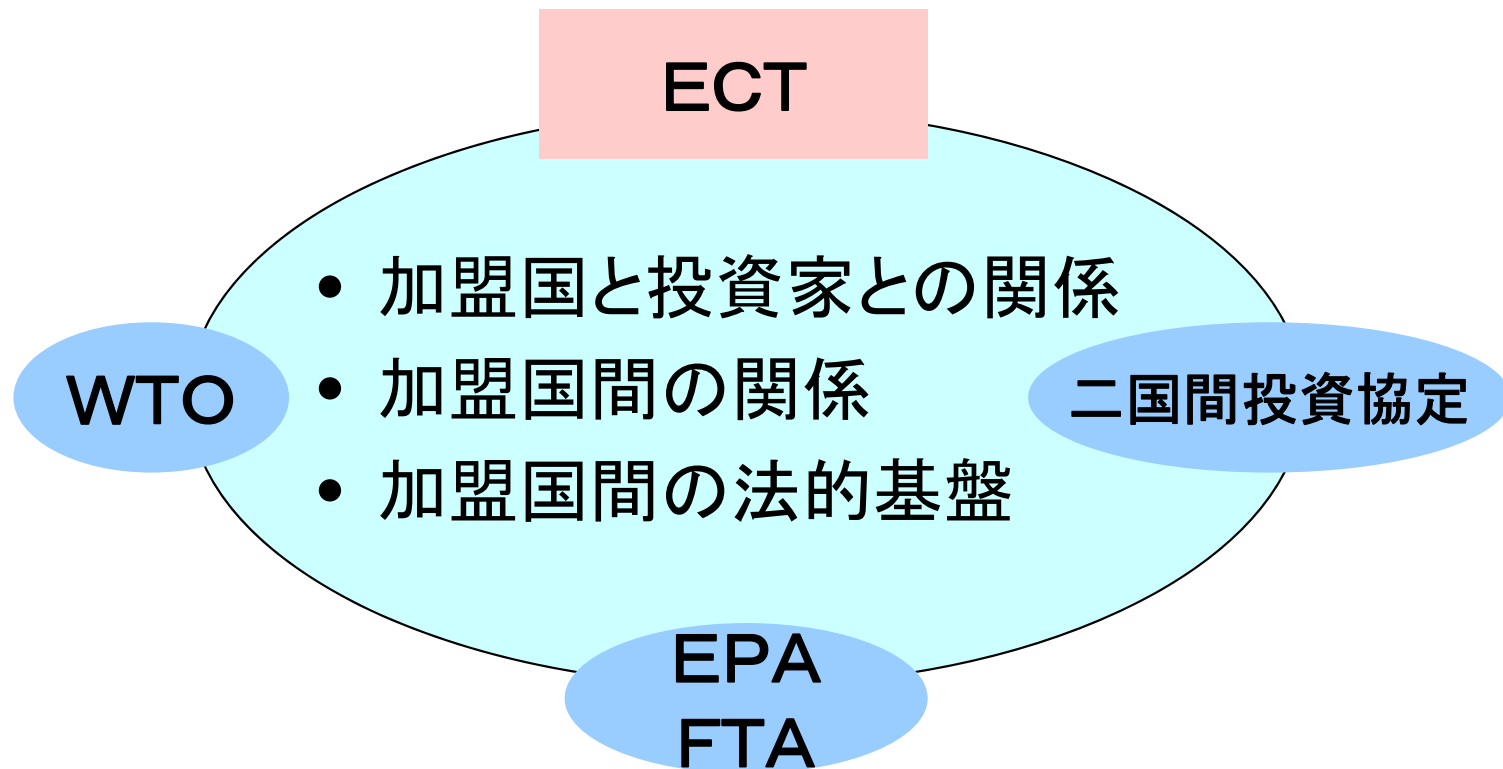 ECT
• 加盟国と投資家との関係
• 加盟国間の関係
• 加盟国間の法的基盤
WTO
二国間投資協定
EPA
FTA